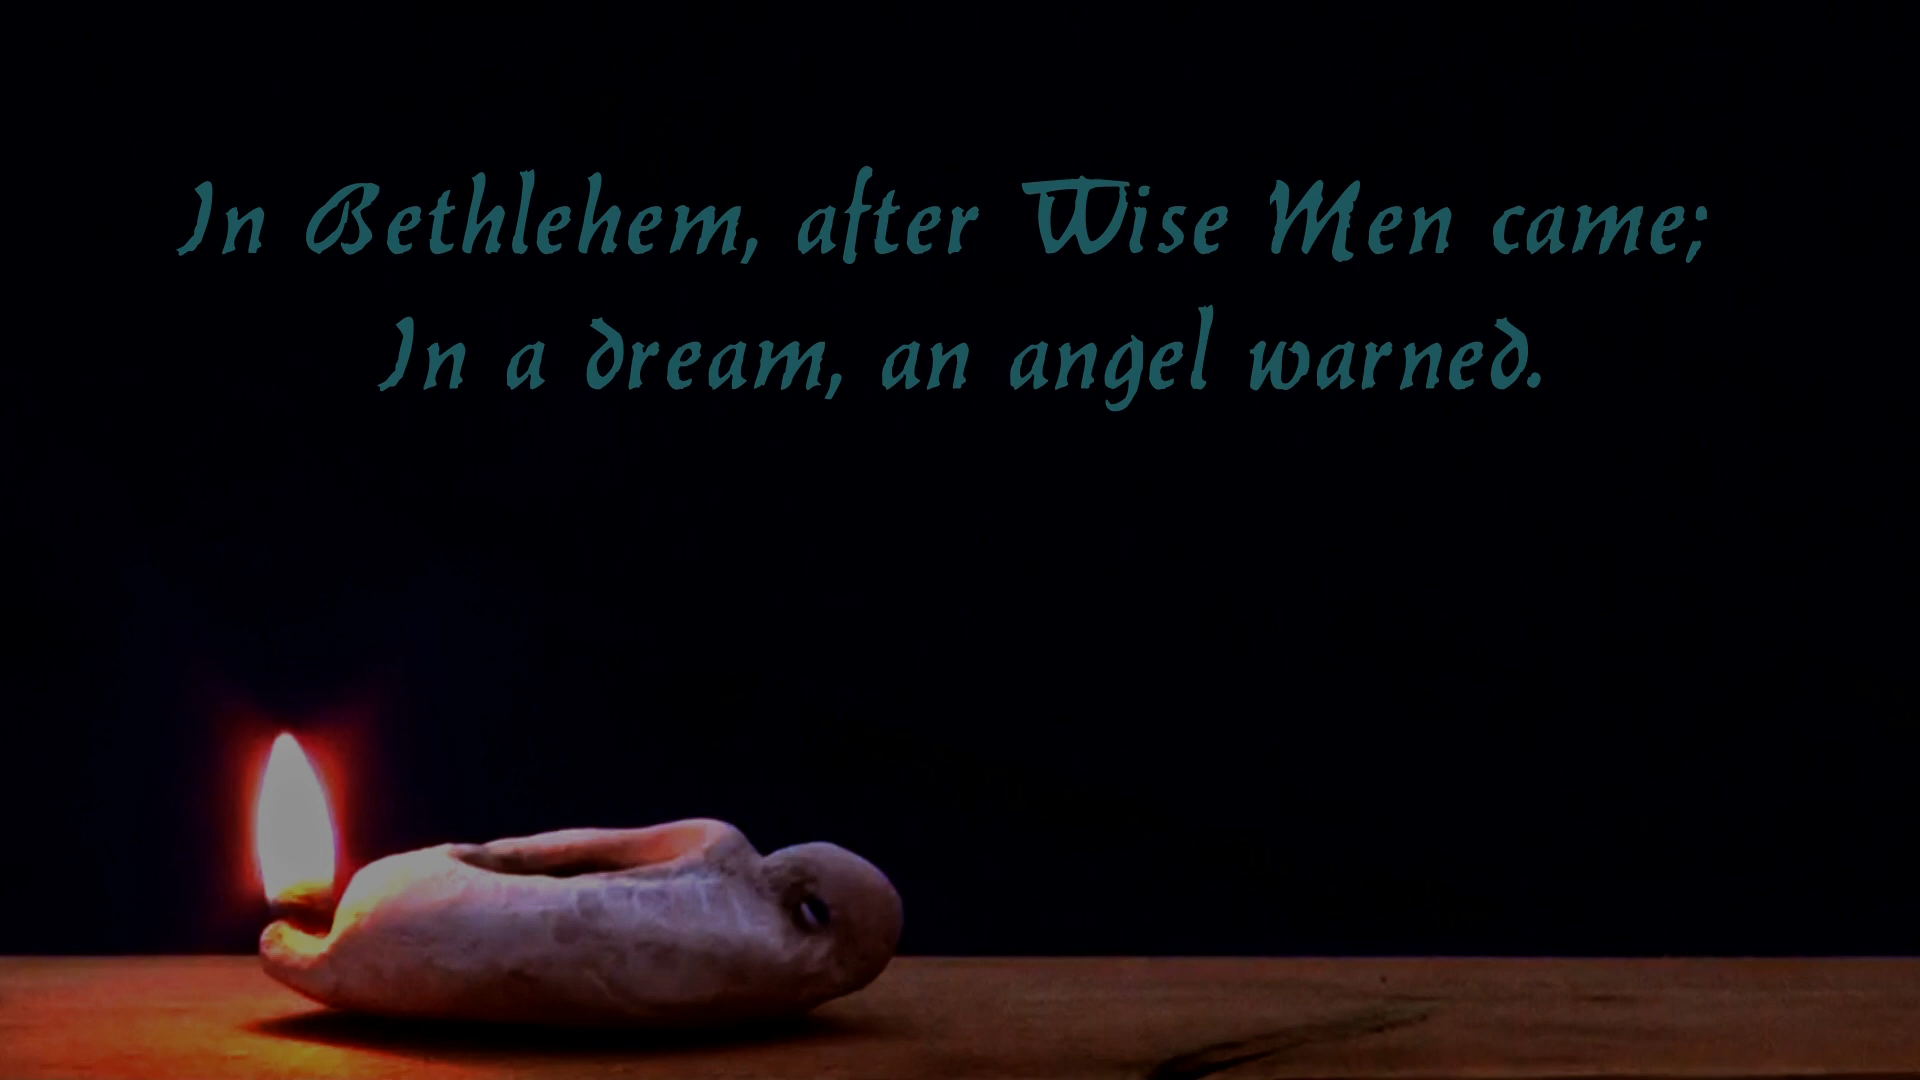 In Bethlehem, after Wise Men came;
In a dream, an angel warned.